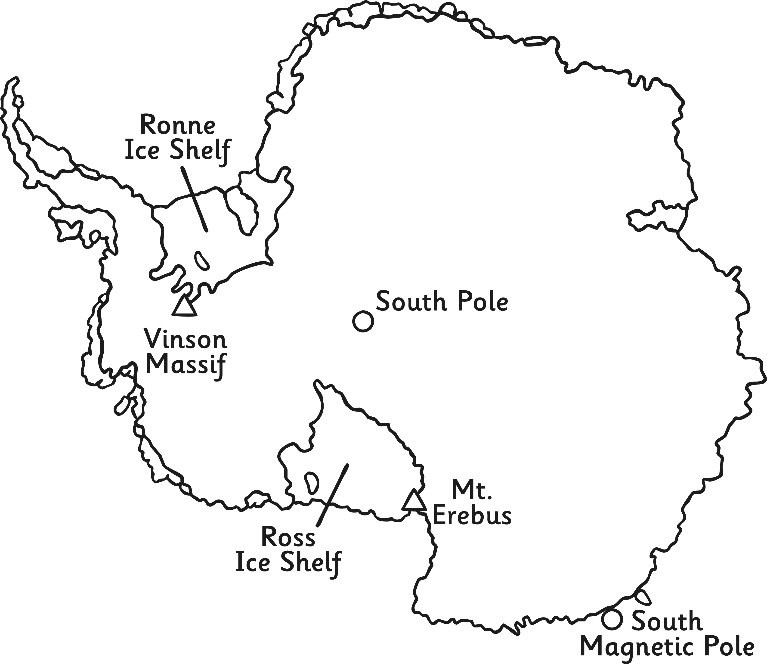 Ronne
Ice Shelf
South Pole
Vinson
Massif
Mt.
Erebus
Ross
Ice Shelf
South
Magnetic Pole